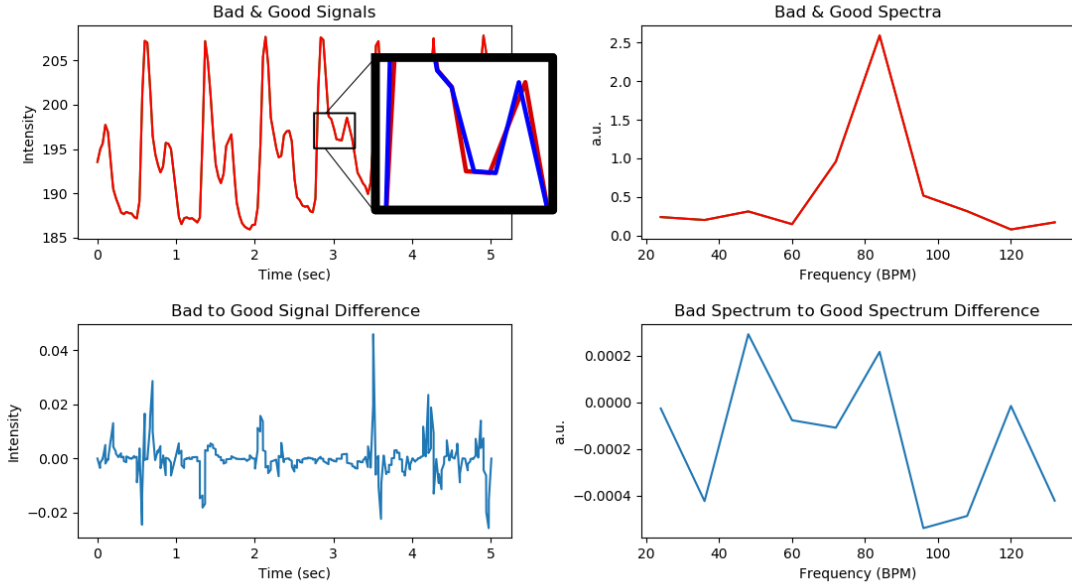 Bad & Good Signals
Intensity
205
200
195
190
185
0 1 2 3 4 5
Time (sec)
Bad & Good Spectra
a.u.
2.5
2.0
1.5
1.0
0.5
0.0
20 40 60 80 100 120
Frequency (BPM)
Bad to Good Signal Difference
Intensity
0.04
0.02
0.00
−0.02
0 1 2 3 4 5
Time (sec)
Bad Spectrum to Good Spectrum Difference
a.u.
0.0002
0.0000
−0.0002
−0.0004
20 40 60 80 100 120
Frequency (BPM)